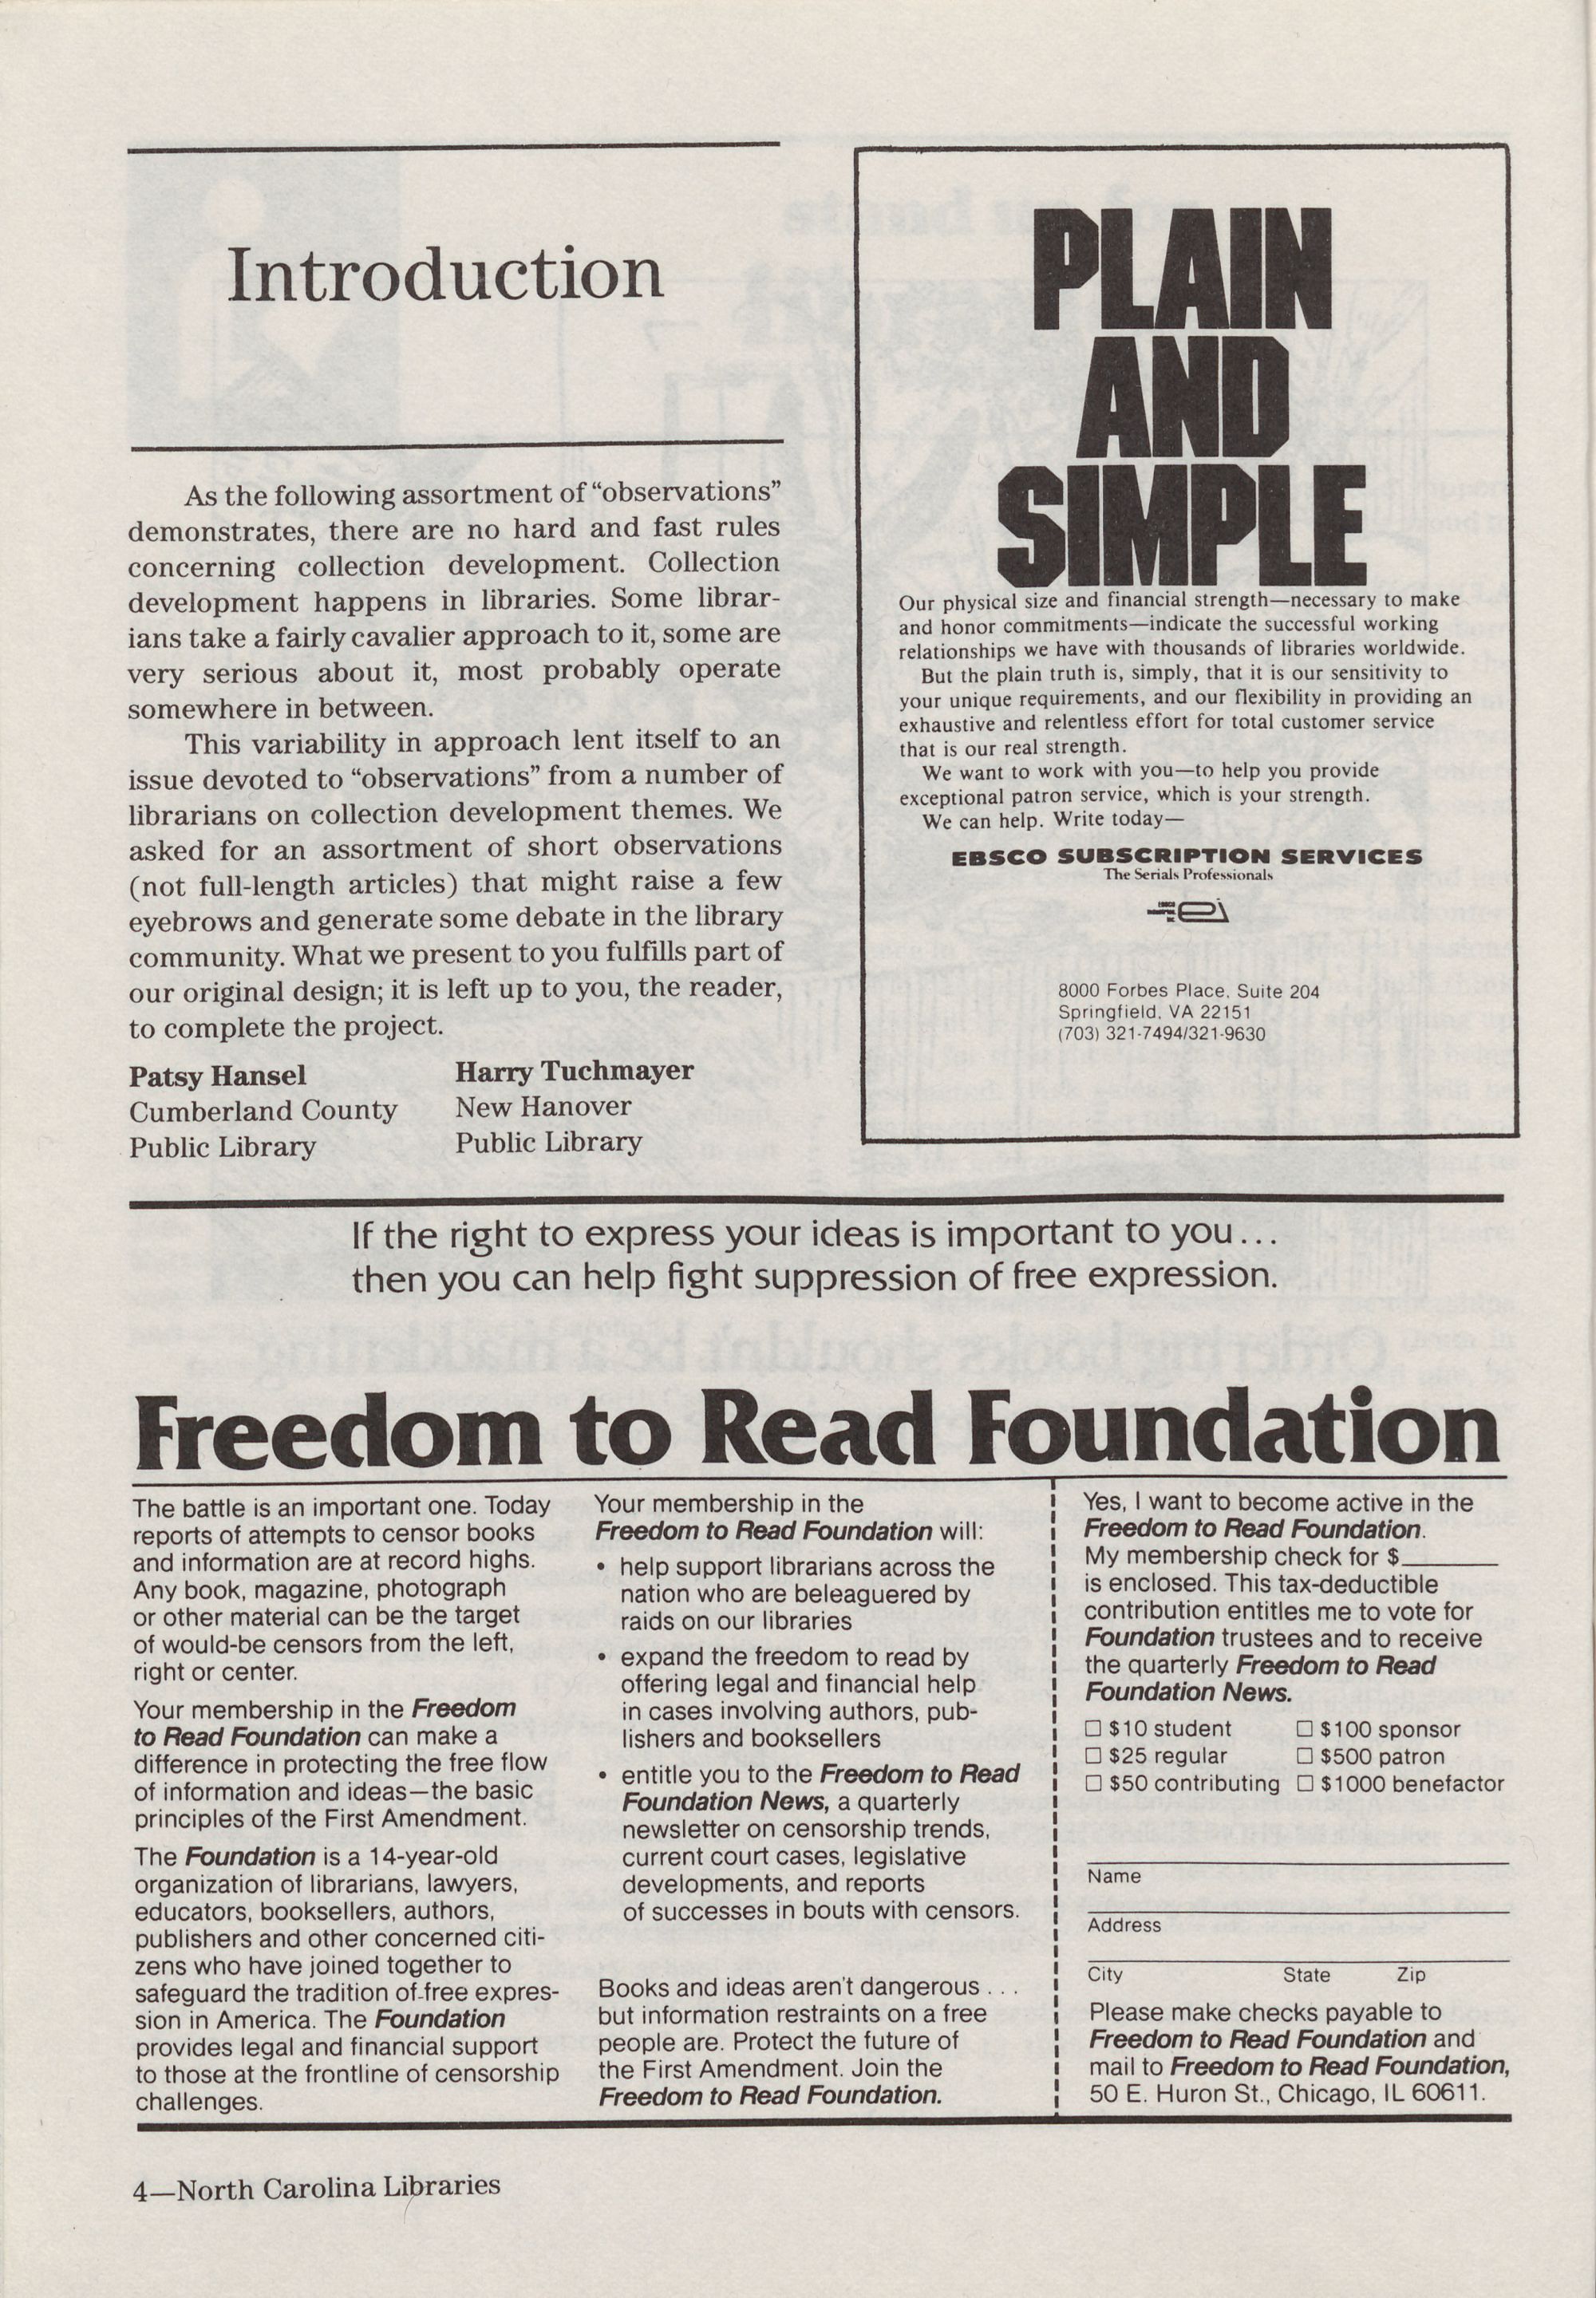 Introduction
As the following assortment of “observations”
demonstrates, there are no hard and fast rules
concerning collection development. Collection
development happens in libraries. Some librar-
ians take a fairly cavalier approach to it, some are
very serious about it, most probably operate
somewhere in between.
This variability in approach lent itself to an
issue devoted to “observations” from a number of
librarians on collection development themes. We
asked for an assortment of short observations
(not full-length articles) that might raise a few
eyebrows and generate some debate in the library
community. What we present to you fulfills part of
our original design; it is left up to you, the reader,
to complete the project.
Patsy Hansel
Cumberland County
Public Library
Harry Tuchmayer
New Hanover
Public Library
PLAIN
AND
SIMPLE
Our physical size and financial strength—necessary to make
and honor commitments—indicate the successful working
relationships we have with thousands of libraries worldwide.
But the plain truth is, simply, that it is our sensitivity to
your unique requirements, and our flexibility in providing an
exhaustive and relentless effort for total customer service
that is our real strength.
We want to work with you—to help you provide
exceptional patron service, which is your strength.
We can help. Write today—
EBSCO SUBSCRIPTION SERVICES
The Serials Professionals
8000 Forbes Place, Suite 204
Springfield, VA 22151
(703) 321-7494/321-9630
If the right to express your ideas is important to you...
then you can help fight suppression of free expression.
Freedom to Read Foundation
The battle is an important one. Today
reports of attempts to censor books
and information are at record highs.
Any book, magazine, photograph
or other material can be the target
of would-be censors from the left,
right or center.
Your membership in the Freedom
to Read Foundation can make a
difference in protecting the free flow
of information and ideas—the basic
principles of the First Amendment.
The Foundation is a 14-year-old
organization of librarians, lawyers,
educators, booksellers, authors,
publishers and other concerned citi-
zens who have joined together to
safeguard the tradition of free expres-
sion in America. The Foundation
provides legal and financial support
to those at the frontline of censorship
challenges.
Your membership in the
Freedom to Read Foundation will:
• help support librarians across the
nation who are beleaguered by
raids on our libraries
• expand the freedom to read by
offering legal and financial help
in cases involving authors, pub-
lishers and booksellers
• entitle you to the Freedom to Read
Foundation News, a quarterly
newsletter on censorship trends,
current court cases, legislative
developments, and reports
of successes in bouts with censors.
Books and ideas aren't dangerous...
but information restraints on a free
people are. Protect the future of
the First Amendment. Join the
Freedom to Read Foundation.
Yes, I want to become active in the
Freedom to Read Foundation.
My membership check for $______
is enclosed. This tax-deductible
contribution entitles me to vote for
Foundation trustees and to receive
the quarterly Freedom to Read
Foundation News.
☐ $10 student ☐ $100 sponsor
☐ $25 regular ☐ $500 patron
☐ $50 contributing ☐ $1000 benefactor
Name
Address
City State Zip
Please make checks payable to
Freedom to Read Foundation and
mail to Freedom to Read Foundation,
50 E. Huron St., Chicago, IL 60611.
4—North Carolina Libraries